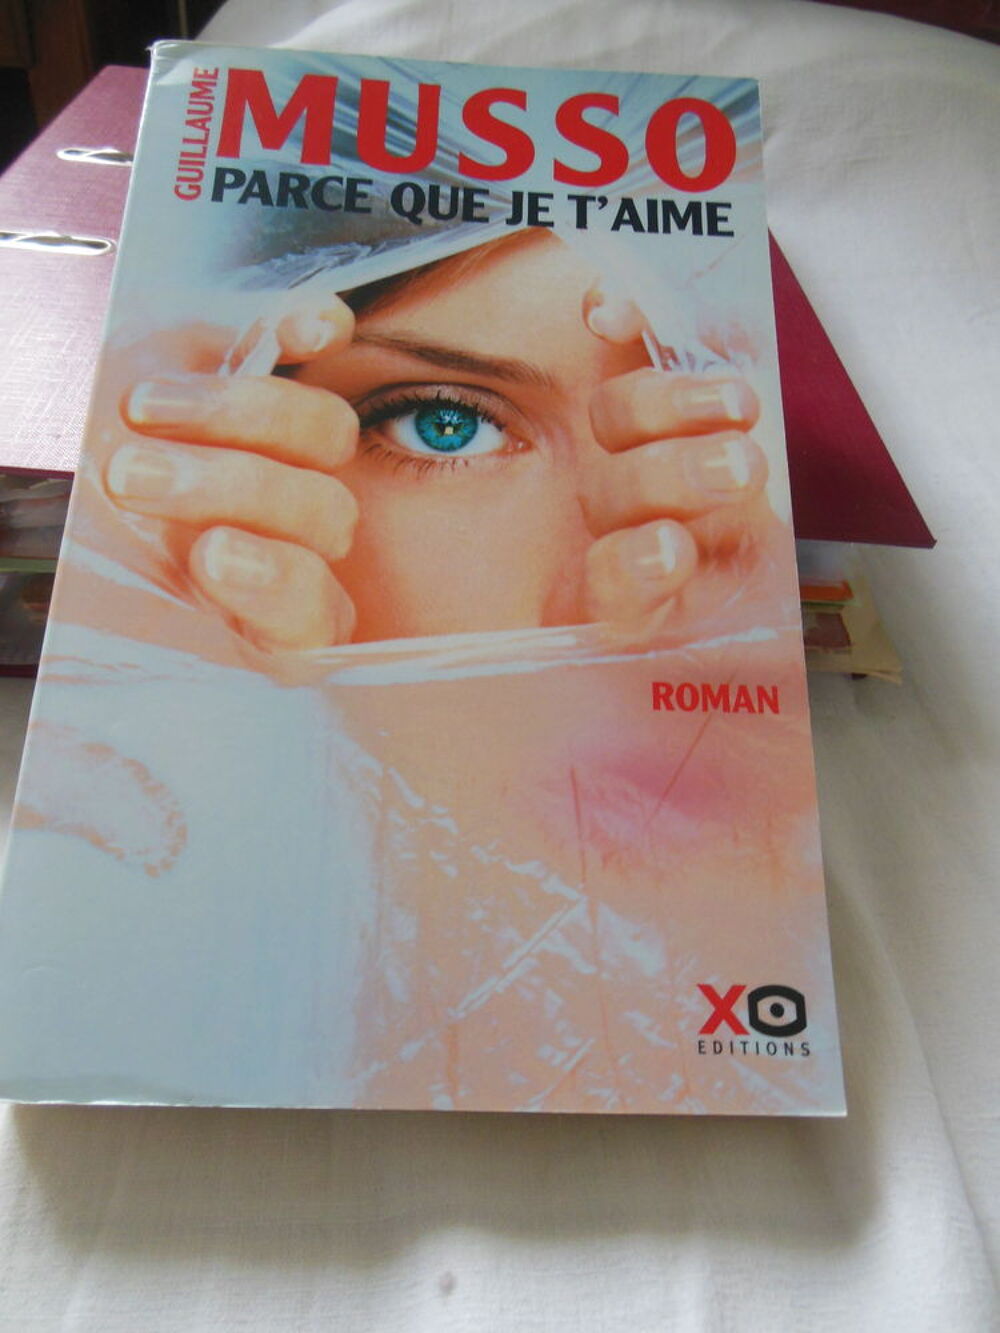 GUILLAUME
MUSSO
PARCE QUE JE T'AIME
ROMAN
XO
EDITIONS